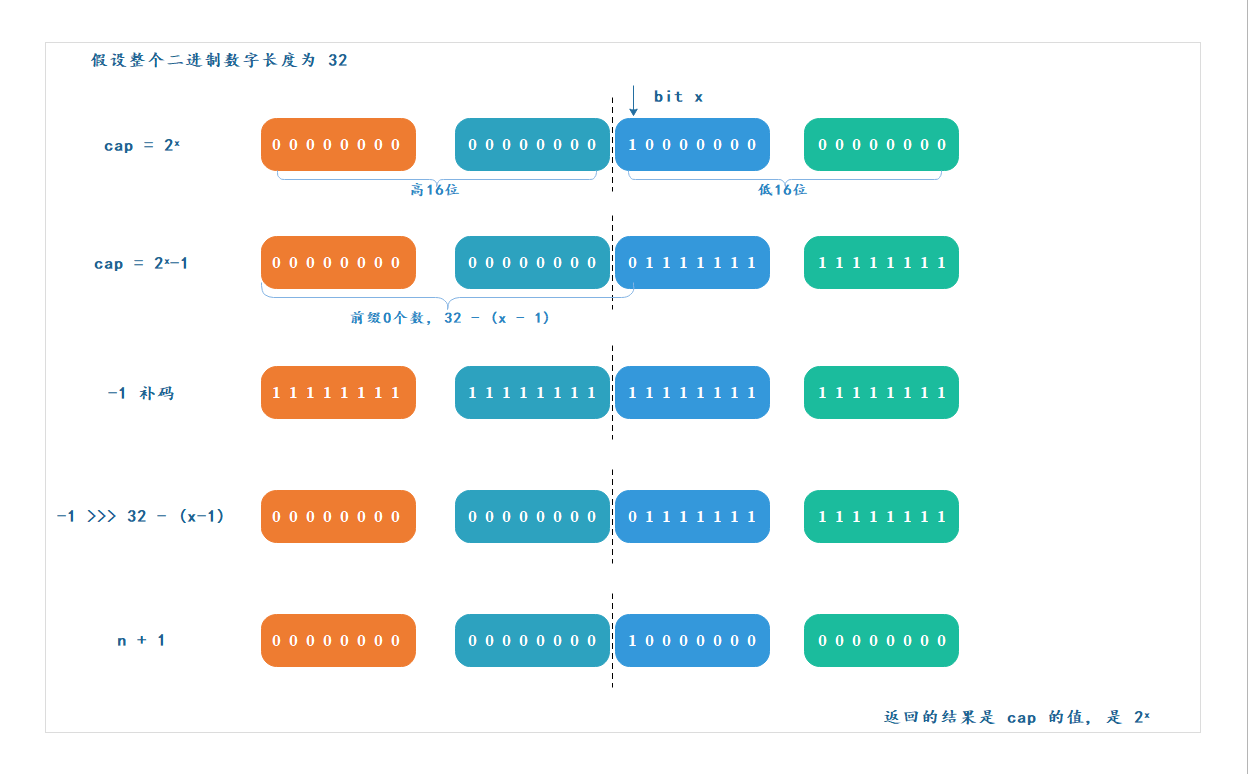 假设整个二进制数字长度为 32
bit x
cap = 2ˣ 0 0 0 0 0 0 0 0 0 0 0 0 0 0 0 0 1 0 0 0 0 0 0 0 0 0 0 0 0 0 0 0
高16位 低16位
cap = 2ˣ-1 0 0 0 0 0 0 0 0 0 0 0 0 0 0 0 0 0 1 1 1 1 1 1 1 1 1 1 1 1 1 1 1
前缀0个数, 32 - (x - 1)
-1 补码 1 1 1 1 1 1 1 1 1 1 1 1 1 1 1 1 1 1 1 1 1 1 1 1 1 1 1 1 1 1 1 1
-1 >>> 32 - (x-1) 0 0 0 0 0 0 0 0 0 0 0 0 0 0 0 0 0 1 1 1 1 1 1 1 1 1 1 1 1 1 1 1
n + 1 0 0 0 0 0 0 0 0 0 0 0 0 0 0 0 0 1 0 0 0 0 0 0 0 0 0 0 0 0 0 0 0
返回的结果是 cap 的值, 是 2ˣ